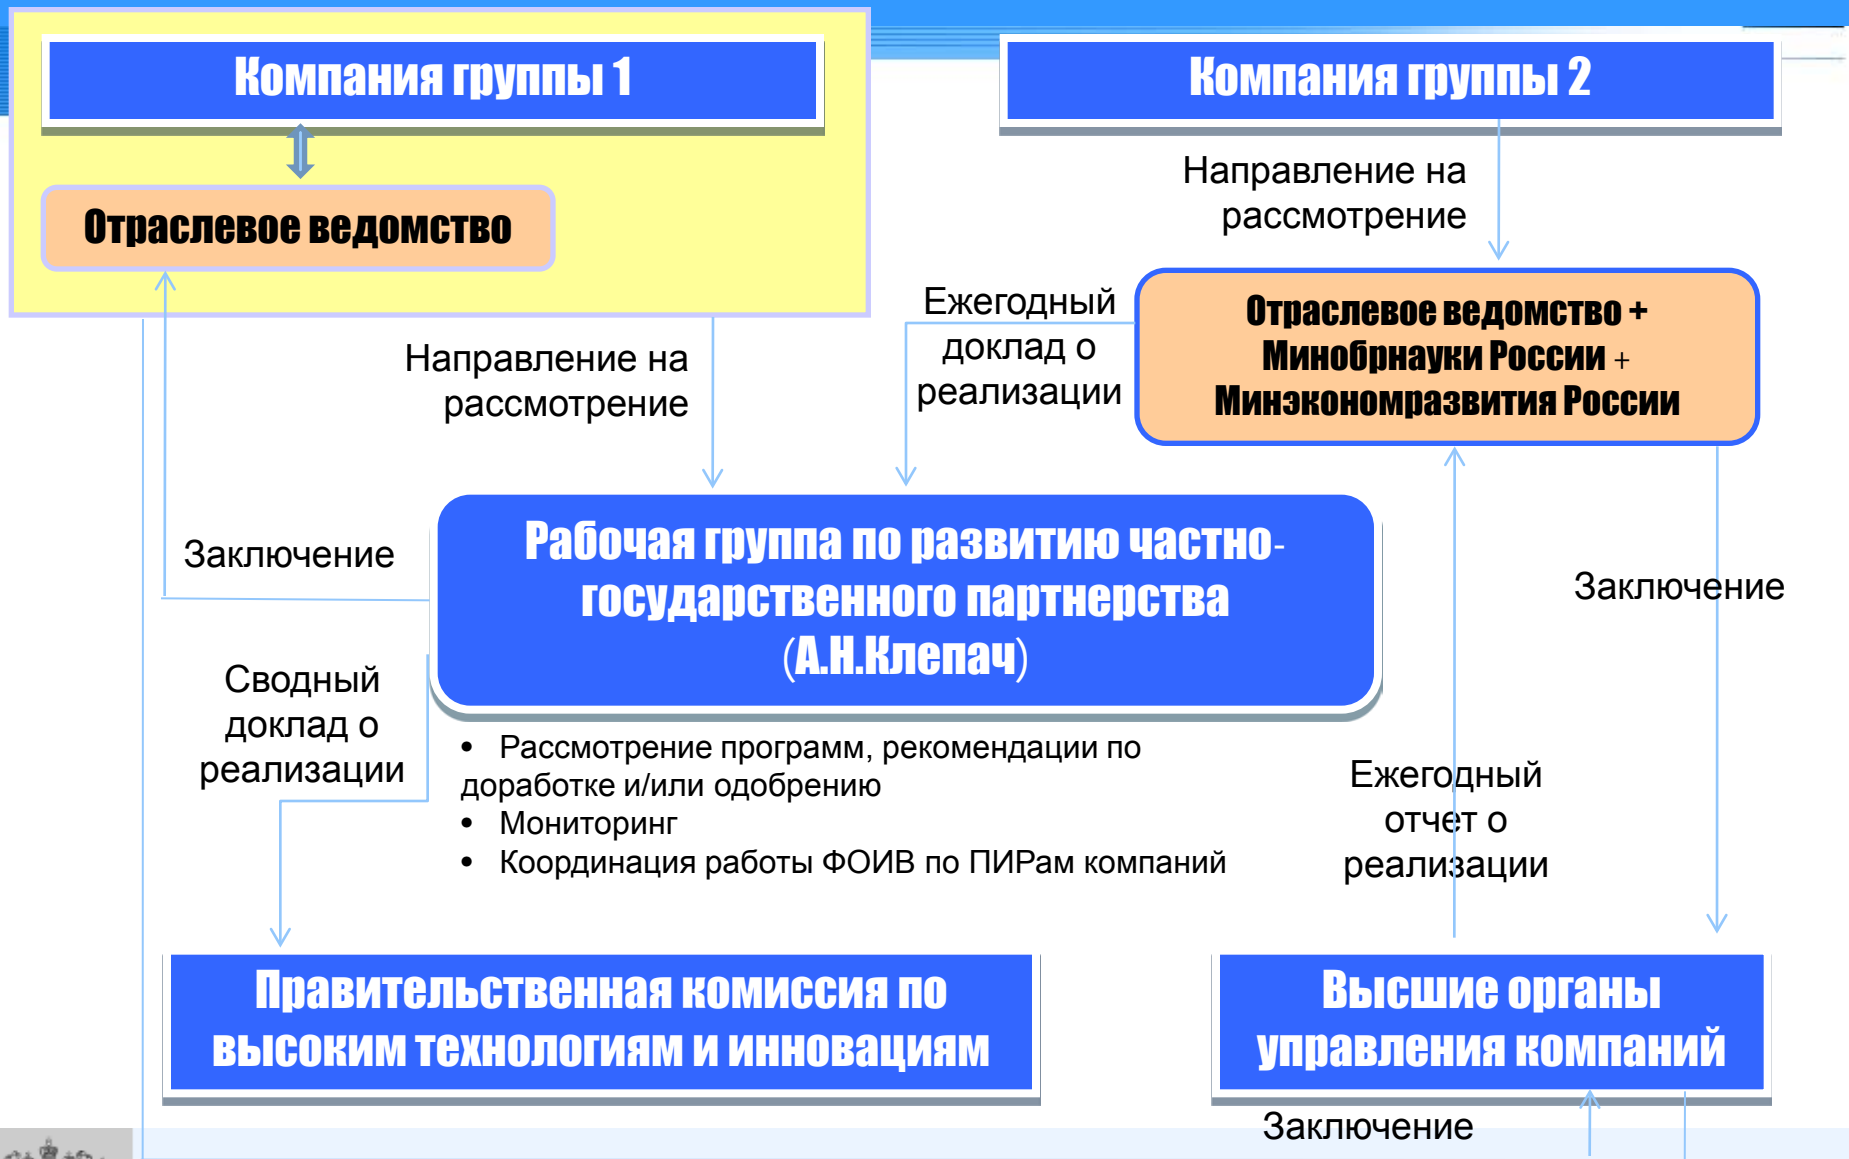 Компания группы 1
Компания группы 2
Отраслевое ведомство
Направление на
рассмотрение
Ежегодный
доклад о
реализации
Отраслевое ведомство +
Минобрнауки России +
Минэкономразвития России
Направление на
рассмотрение
Заключение
Рабочая группа по развитию частно-
государственного партнерства
(А.Н.Клепач)
Заключение
Сводный
доклад о
реализации
• Рассмотрение программ, рекомендации по
доработке и/или одобрению
• Мониторинг
• Координация работы ФОИВ по ПИРам компаний
Ежегодный
отчет о
реализации
Правительственная комиссия по
высоким технологиям и инновациям
Высшие органы
управления компаний
Заключение